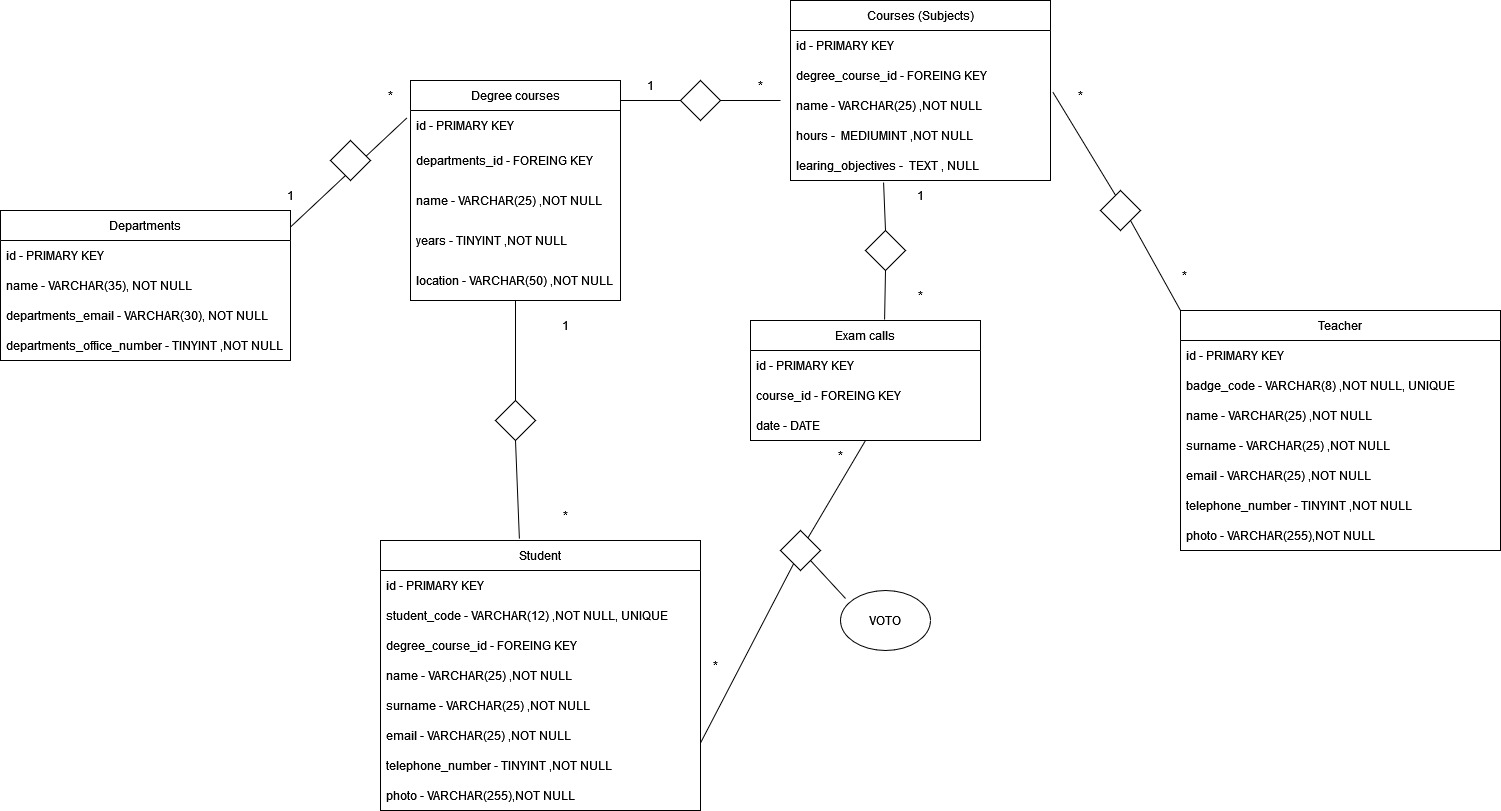 Courses (Subjects)
id - PRIMARY KEY
degree_course_id - FOREING KEY
name - VARCHAR(25) ,NOT NULL
hours -  MEDIUMINT ,NOT NULL
learing_objectives -  TEXT , NULL
1
*
*
*
Degree courses
id - PRIMARY KEY
departments_id - FOREING KEY
name - VARCHAR(25) ,NOT NULL
years - TINYINT ,NOT NULL
location - VARCHAR(50) ,NOT NULL
1
1
Departments
id - PRIMARY KEY
name - VARCHAR(35), NOT NULL
departments_email - VARCHAR(30), NOT NULL
departments_office_number - TINYINT ,NOT NULL
*
*
1
Exam calls
id - PRIMARY KEY
course_id - FOREING KEY
date - DATE
Teacher
id - PRIMARY KEY
badge_code - VARCHAR(8) ,NOT NULL, UNIQUE
name - VARCHAR(25) ,NOT NULL
surname - VARCHAR(25) ,NOT NULL
email - VARCHAR(25) ,NOT NULL
telephone_number - TINYINT ,NOT NULL
photo - VARCHAR(255),NOT NULL
*
*
Student
id - PRIMARY KEY
student_code - VARCHAR(12) ,NOT NULL, UNIQUE
degree_course_id - FOREING KEY
name - VARCHAR(25) ,NOT NULL
surname - VARCHAR(25) ,NOT NULL
email - VARCHAR(25) ,NOT NULL
telephone_number - TINYINT ,NOT NULL
photo - VARCHAR(255),NOT NULL
VOTO
*